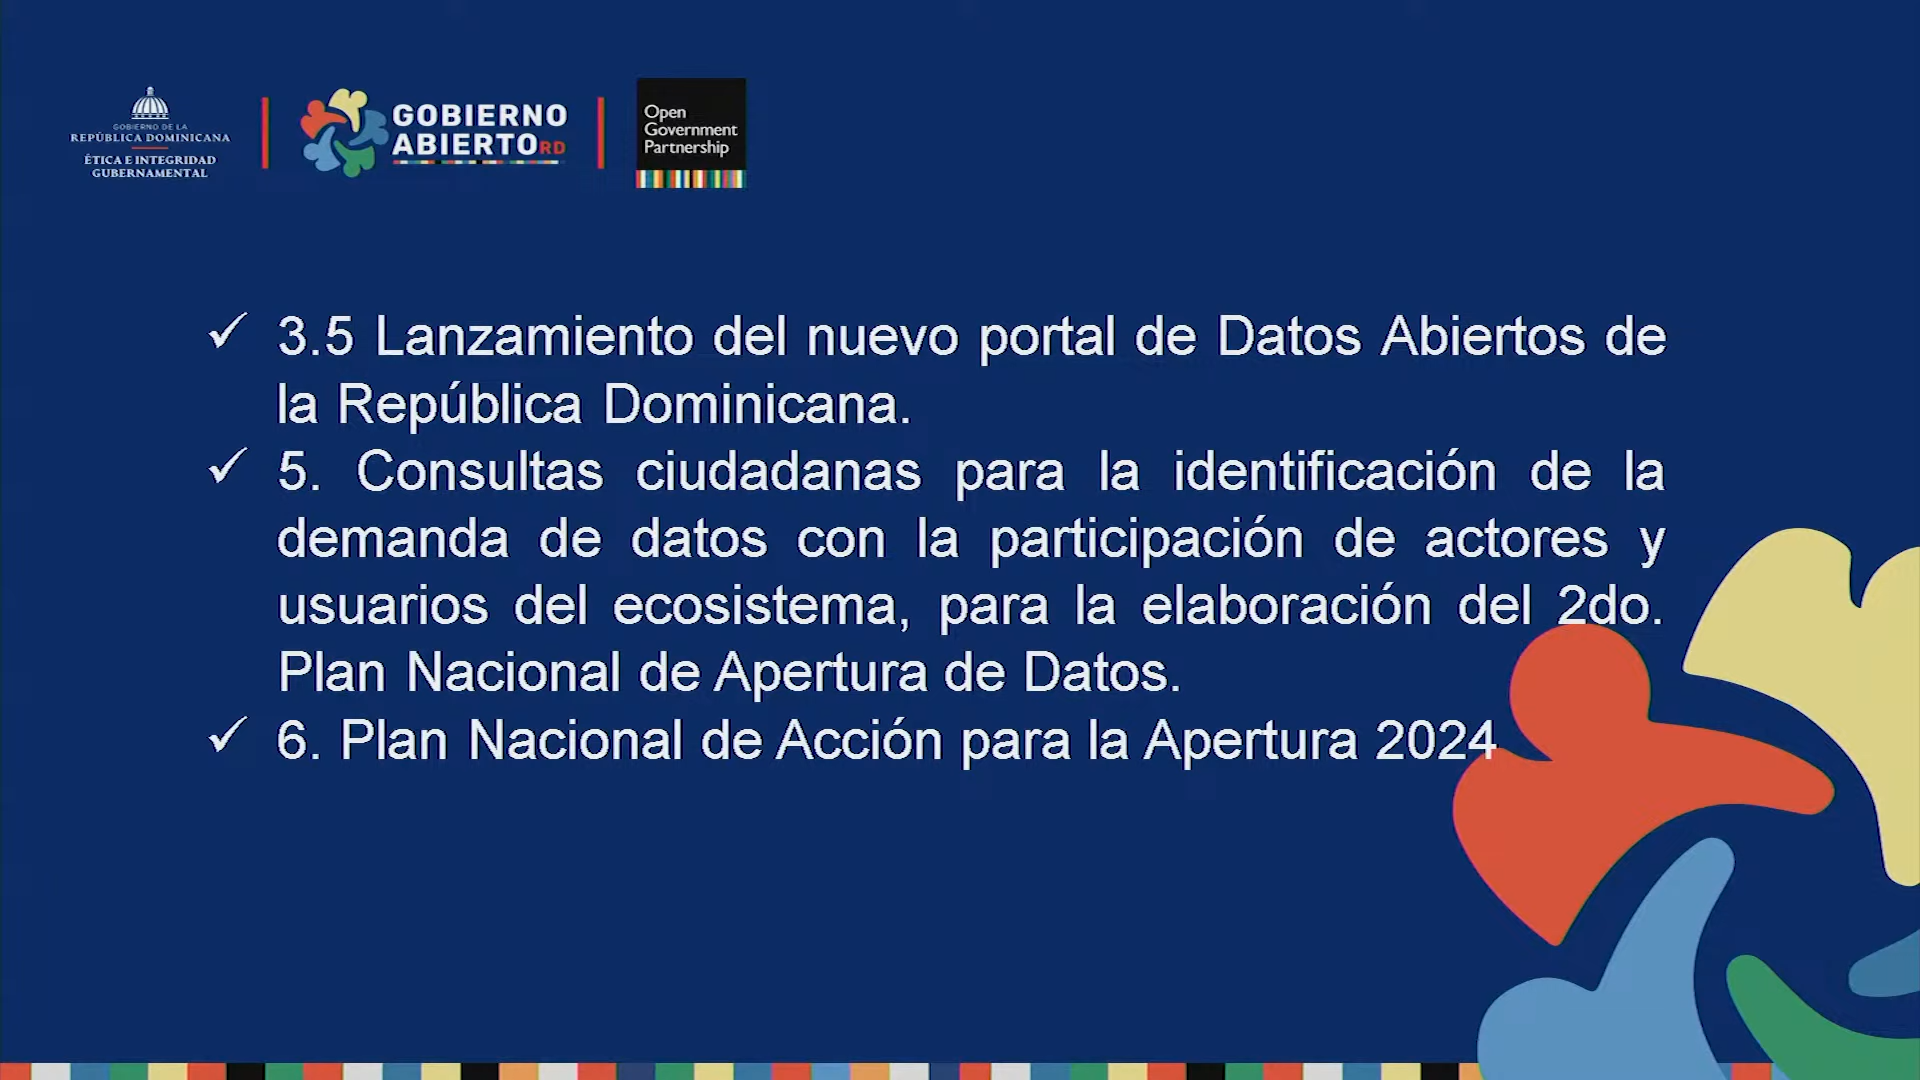 GOBIERNO DE LA
REPÚBLICA DOMINICANA
ÉTICA E INTEGRIDAD
GUBERNAMENTAL
GOBIERNO
ABIERTORD
Open
Government
Partnership
✓ 3.5 Lanzamiento del nuevo portal de Datos Abiertos de
la República Dominicana.
✓ 5. Consultas ciudadanas para la identificación de la
demanda de datos con la participación de actores y
usuarios del ecosistema, para la elaboración del 2do.
Plan Nacional de Apertura de Datos.
✓ 6. Plan Nacional de Acción para la Apertura 2024